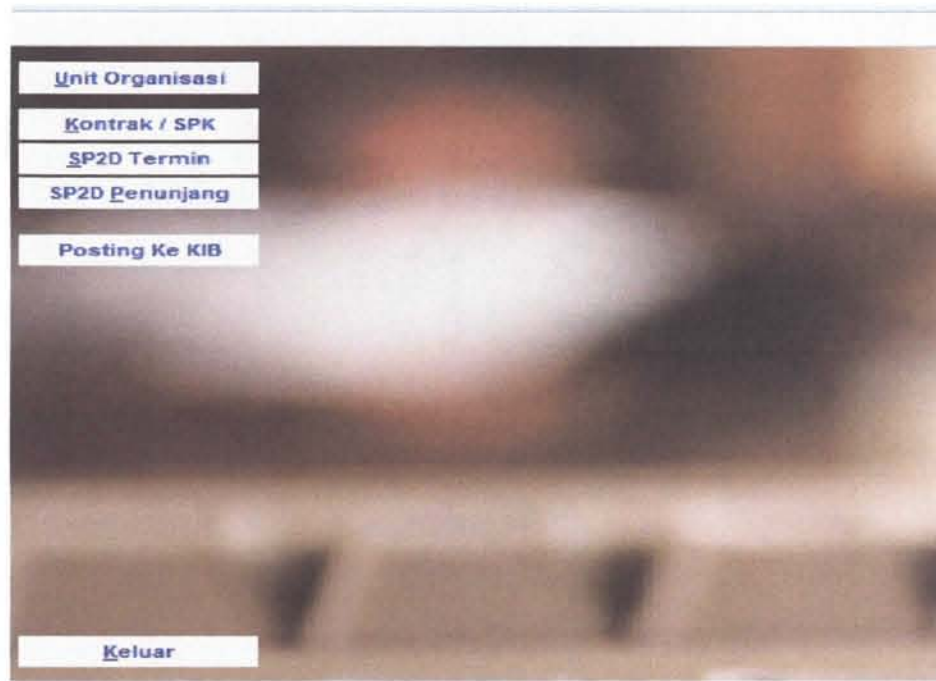 Unit Organisasi
Kontrak / SPK
SP2D Termin
SP2D Penunjang
Posting Ke KIB
Keluar